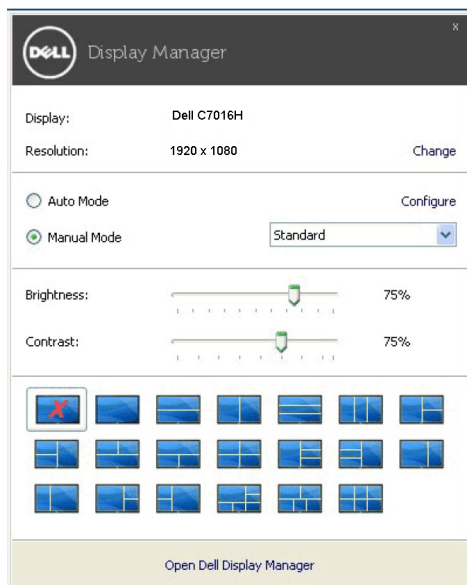 x
DELL Display Manager
Display: Dell C7016H
Resolution: 1920 x 1080 Change
Auto Mode Configure
Manual Mode Standard
Brightness: 75%
Contrast: 75%
Open Dell Display Manager